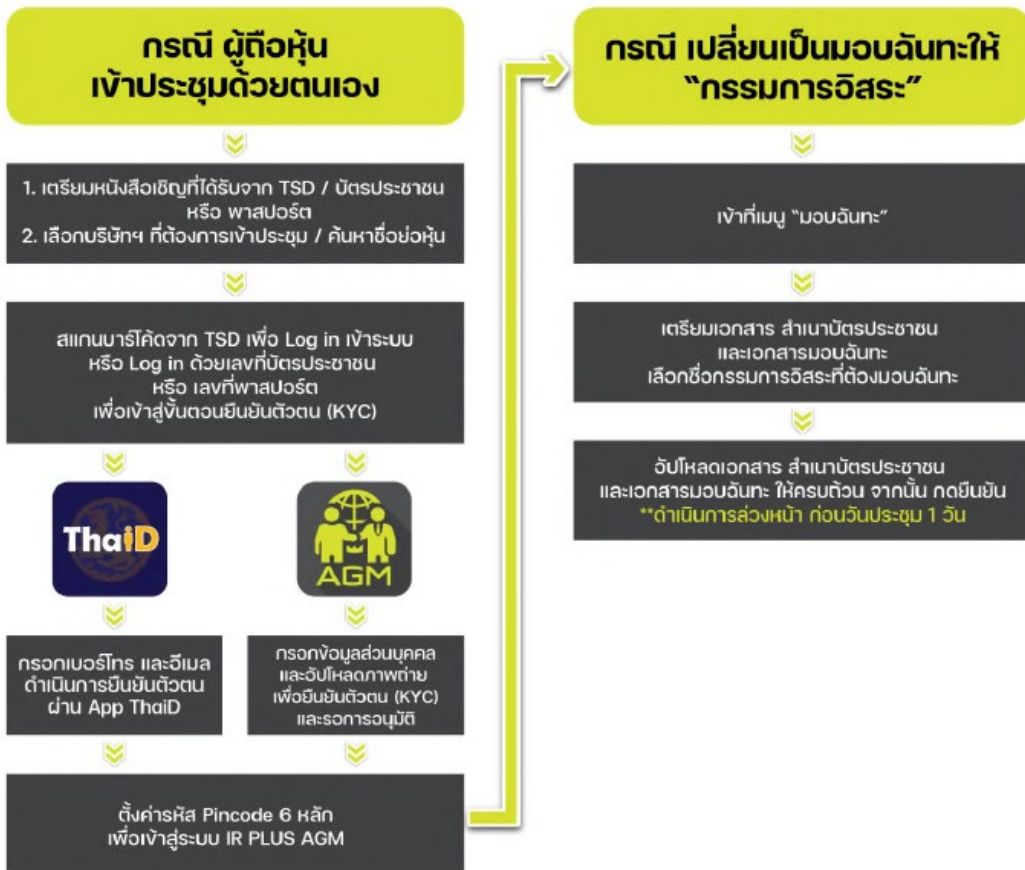 กรณี ผู้ถือหุ้น
เข้าประชุมด้วยตนเอง
1. เตรียมหนังสือเชิญที่ได้รับจาก TSD / บัตรประชาชน
หรือ พาสปอร์ต
2. เลือกบริษัทฯ ที่ต้องการเข้าประชุม / ค้นหาชื่อย่อหุ้น
สแกนบาร์โค้ดจาก TSD เพื่อ Log in เข้าระบบ
หรือ Log in ด้วยเลขที่บัตรประชาชน
หรือ เลขที่พาสปอร์ต
เพื่อเข้าสู่ขั้นตอนยืนยันตัวตน (KYC)
ThaiD
AGM
กรอกเบอร์โทร และอีเมล
ดำเนินการยืนยันตัวตน
ผ่าน App ThaiD
กรอกข้อมูลส่วนบุคคล
และอัปโหลดภาพถ่าย
เพื่อยืนยันตัวตน (KYC)
และรอการอนุมัติ
ตั้งค่ารหัส Pincode 6 หลัก
เพื่อเข้าสู่ระบบ IR PLUS AGM
กรณี เปลี่ยนเป็นมอบฉันทะให้
“กรรมการอิสระ”
เข้าที่เมนู “มอบฉันทะ”
เตรียมเอกสาร สำเนาบัตรประชาชน
และเอกสารมอบฉันทะ
เลือกชื่อกรรมการอิสระที่ต้องมอบฉันทะ
อัปโหลดเอกสาร สำเนาบัตรประชาชน
และเอกสารมอบฉันทะ ให้ครบถ้วน จากนั้น กดยืนยัน
**ดำเนินการล่วงหน้า ก่อนวันประชุม 1 วัน